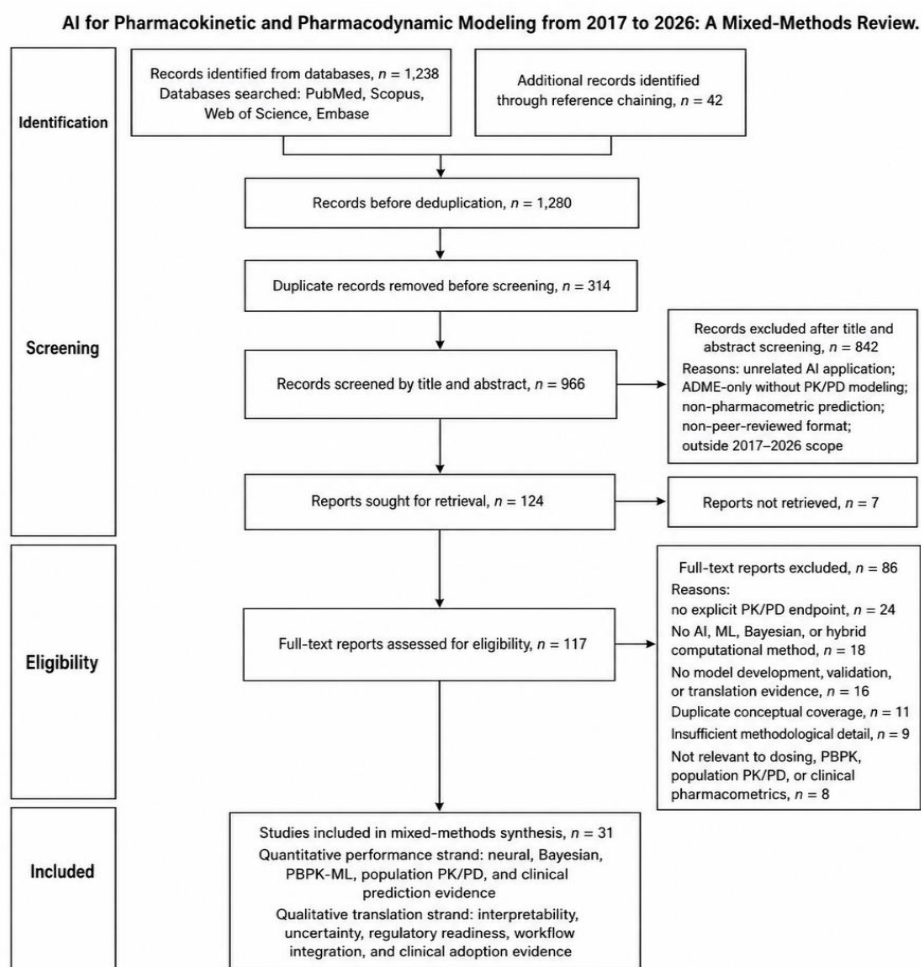 AI for Pharmacokinetic and Pharmacodynamic Modeling from 2017 to 2026: A Mixed-Methods Review.
Identification
Records identified from databases, n = 1,238
Databases searched: PubMed, Scopus,
Web of Science, Embase
Additional records identified
through reference chaining, n = 42
Records before deduplication, n = 1,280
Duplicate records removed before screening, n = 314
Screening
Records screened by title and abstract, n = 966
Records excluded after title and
abstract screening, n = 842
Reasons: unrelated AI application;
ADME-only without PK/PD modeling;
non-pharmacometric prediction;
non-peer-reviewed format;
outside 2017–2026 scope
Reports sought for retrieval, n = 124
Reports not retrieved, n = 7
Eligibility
Full-text reports assessed for eligibility, n = 117
Full-text reports excluded, n = 86
Reasons:
no explicit PK/PD endpoint, n = 24
No AI, ML, Bayesian, or hybrid
computational method, n = 18
No model development, validation,
or translation evidence, n = 16
Duplicate conceptual coverage, n = 11
Insufficient methodological detail, n = 9
Not relevant to dosing, PBPK,
population PK/PD, or clinical
pharmacometrics, n = 8
Included
Studies included in mixed-methods synthesis, n = 31
Quantitative performance strand: neural, Bayesian,
PBPK-ML, population PK/PD, and clinical
prediction evidence
Qualitative translation strand: interpretability,
uncertainty, regulatory readiness, workflow
integration, and clinical adoption evidence